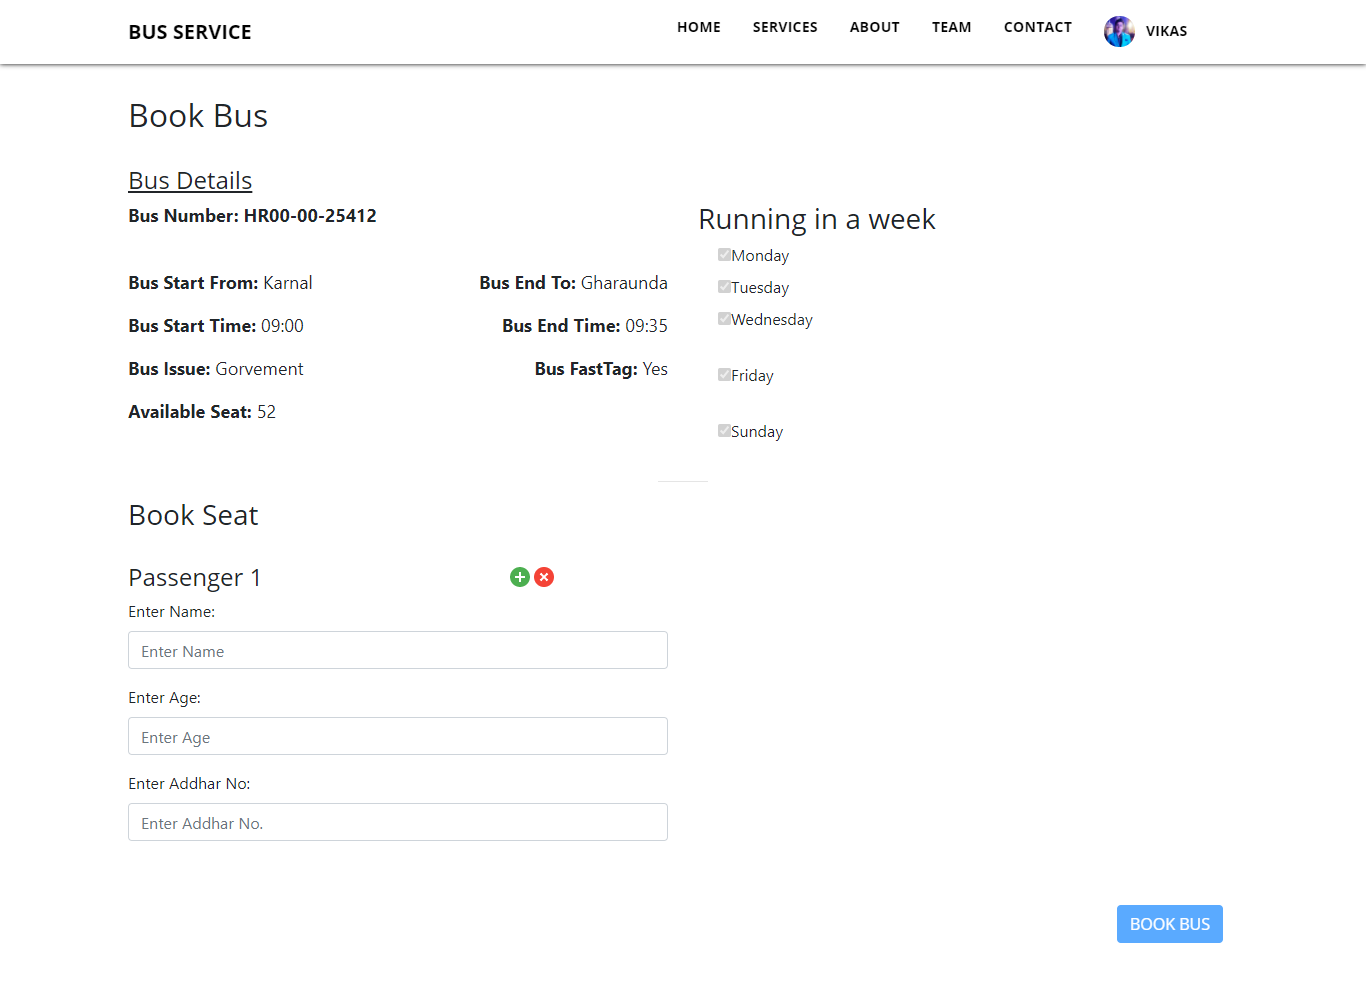 BUS SERVICE HOME SERVICES ABOUT TEAM CONTACT VIKAS
Book Bus
Bus Details
Bus Number: HR00-00-25412
Bus Start From: Karnal Bus End To: Gharaunda
Bus Start Time: 09:00 Bus End Time: 09:35
Bus Issue: Gorvement Bus FastTag: Yes
Available Seat: 52
Running in a week
Monday
Tuesday
Wednesday
Friday
Sunday
Book Seat
Passenger 1
Enter Name:
Enter Name
Enter Age:
Enter Age
Enter Addhar No:
Enter Addhar No.
BOOK BUS